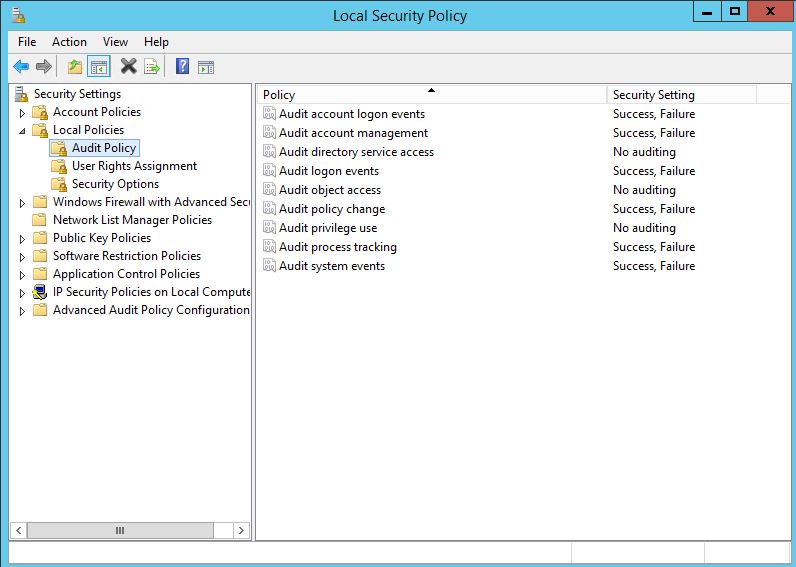 Local Security Policy
File Action View Help
Security Settings
Account Policies
Local Policies
Audit Policy
User Rights Assignment
Security Options
Windows Firewall with Advanced Secu
Network List Manager Policies
Public Key Policies
Software Restriction Policies
Application Control Policies
IP Security Policies on Local Compute
Advanced Audit Policy Configuration
Policy Security Setting
Audit account logon events Success, Failure
Audit account management Success, Failure
Audit directory service access No auditing
Audit logon events Success, Failure
Audit object access No auditing
Audit policy change Success, Failure
Audit privilege use No auditing
Audit process tracking Success, Failure
Audit system events Success, Failure